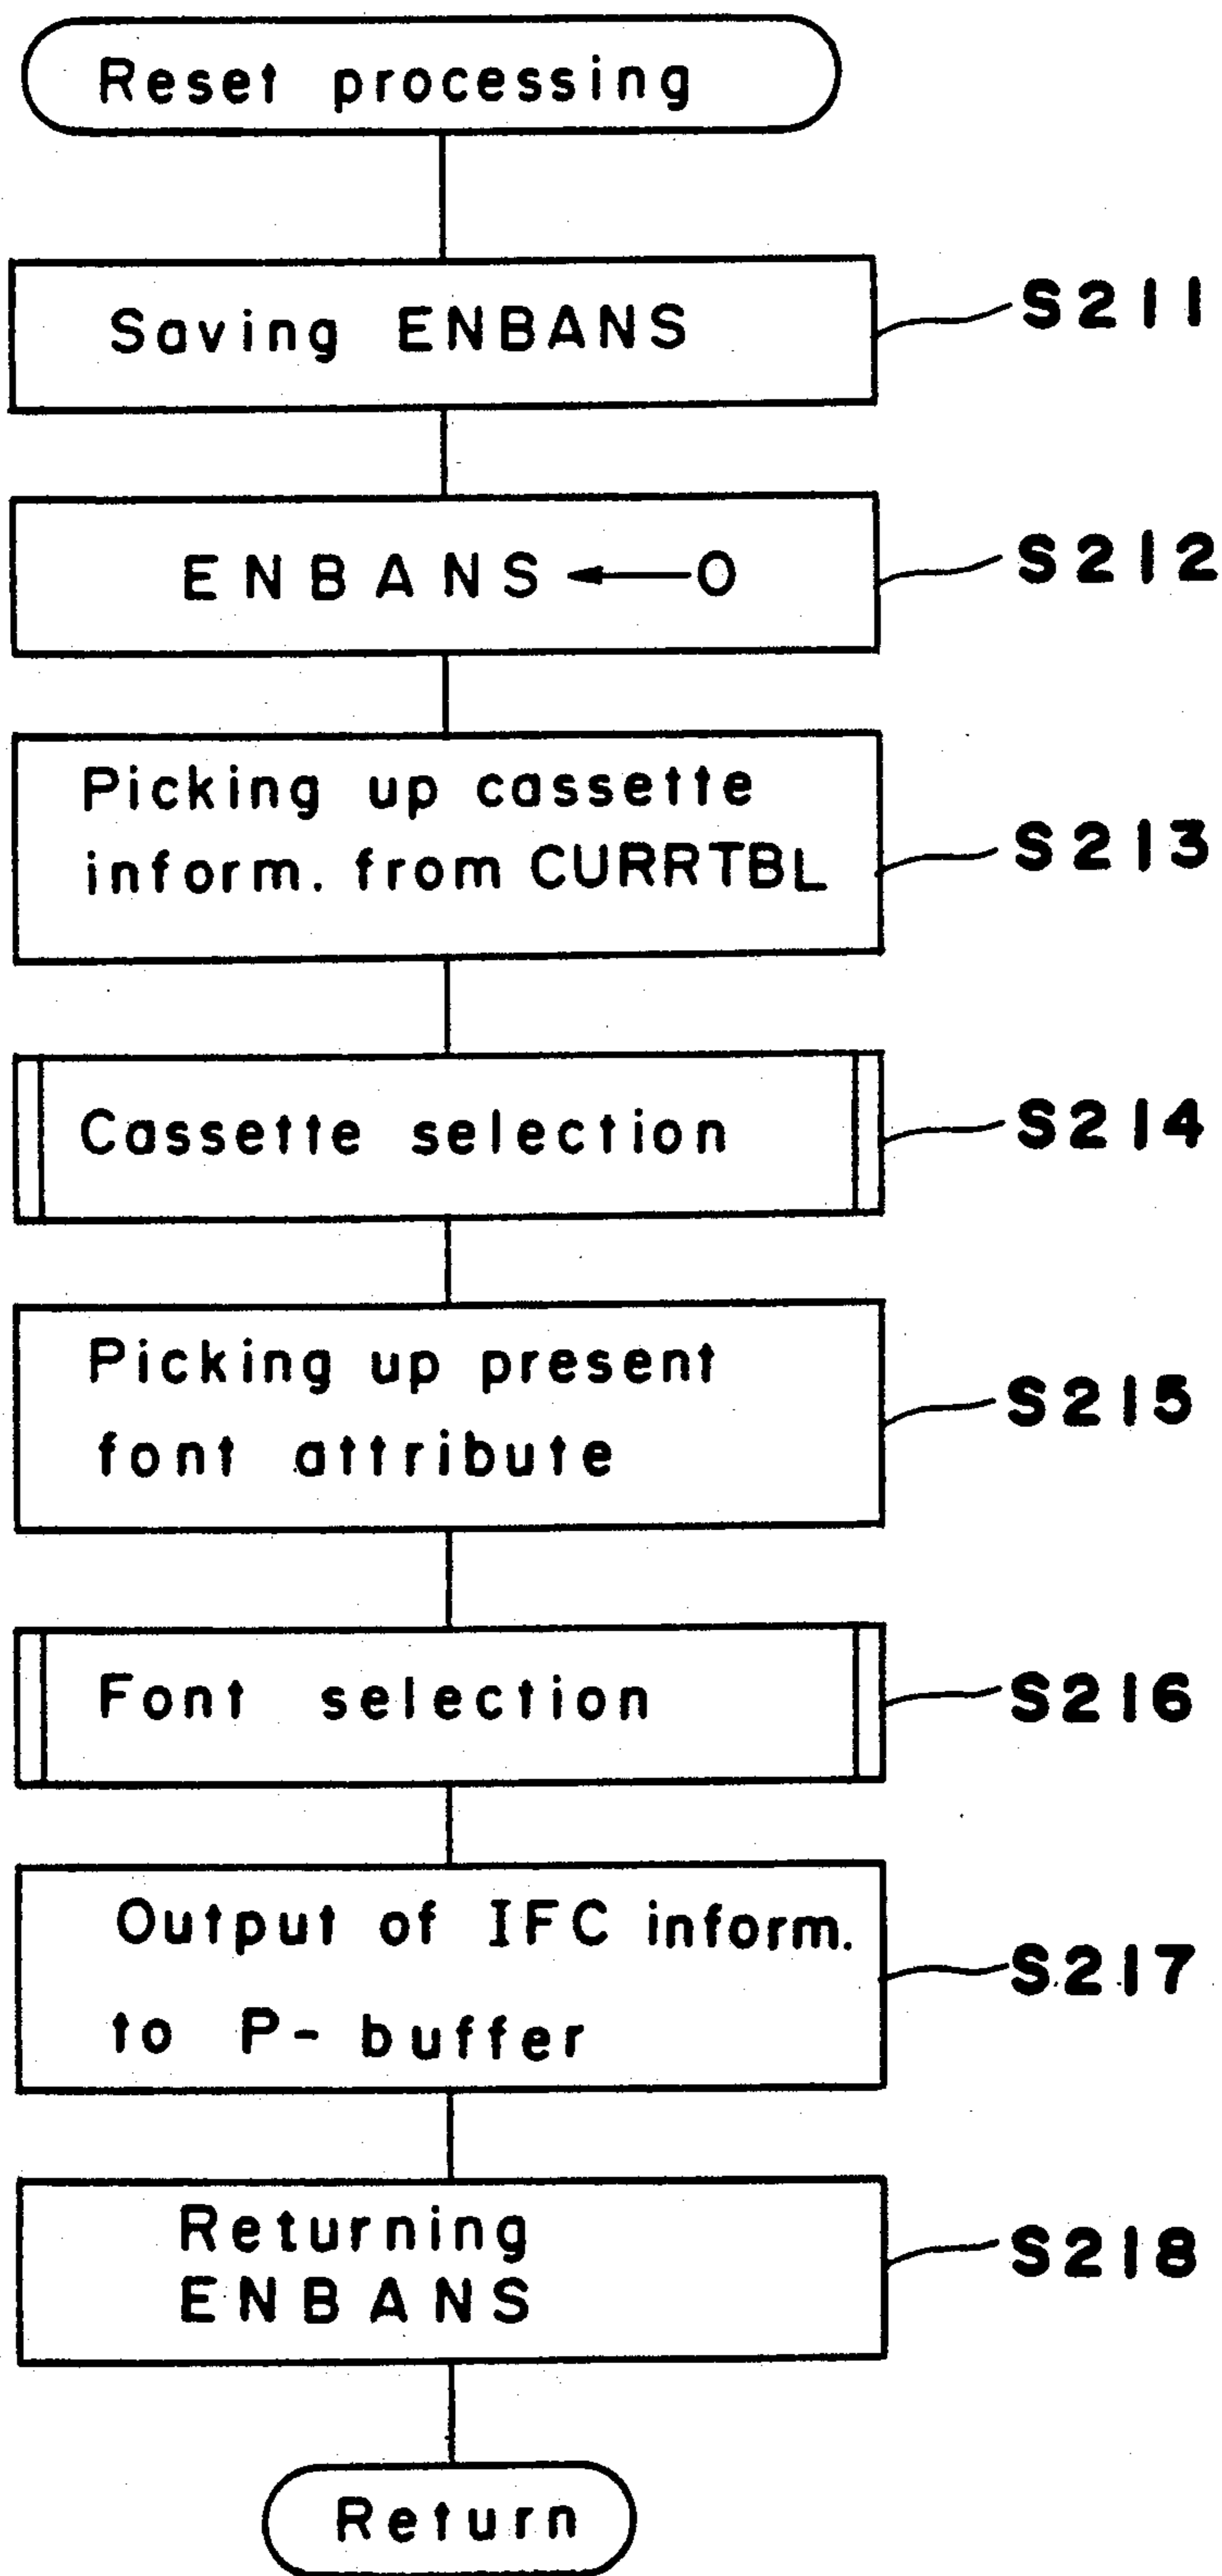 Reset processing
Saving ENBANS
S211
ENBANS ← 0
S212
Picking up cassette
inform. from CURRTBL
S213
Cassette selection
S214
Picking up present
font attribute
S215
Font selection
S216
Output of IFC inform.
to P- buffer
S217
Returning
ENBANS
S218
Return